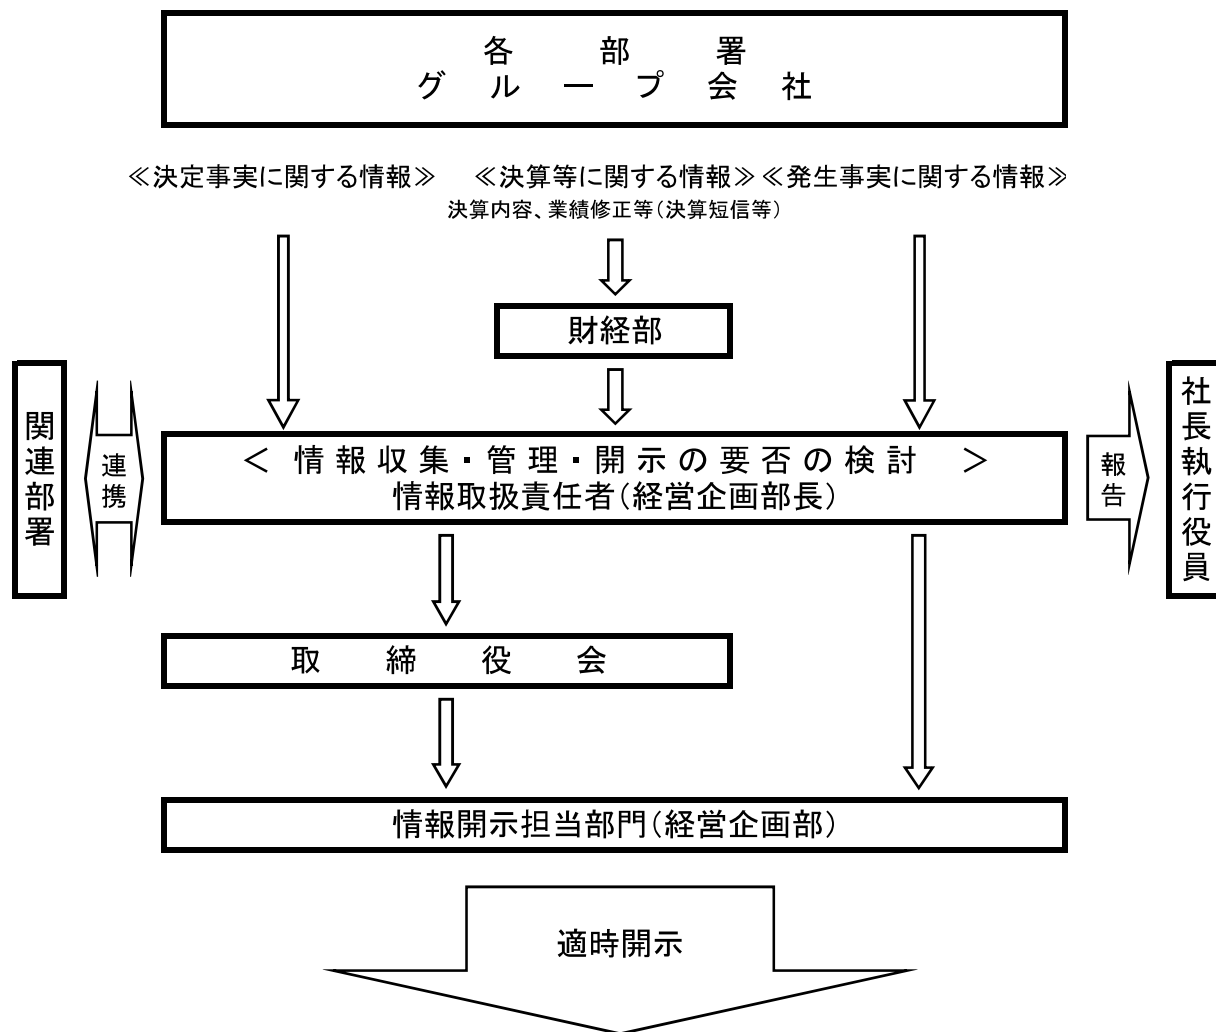 各部署
グループ会社
≪決定事実に関する情報≫ ≪決算等に関する情報≫ ≪発生事実に関する情報≫
決算内容、業績修正等（決算短信等）
財経部
関連部署
連携
＜情報収集・管理・開示の要否の検討＞
情報取扱責任者（経営企画部長）
報告
社長執行役員
取締役会
情報開示担当部門（経営企画部）
適時開示